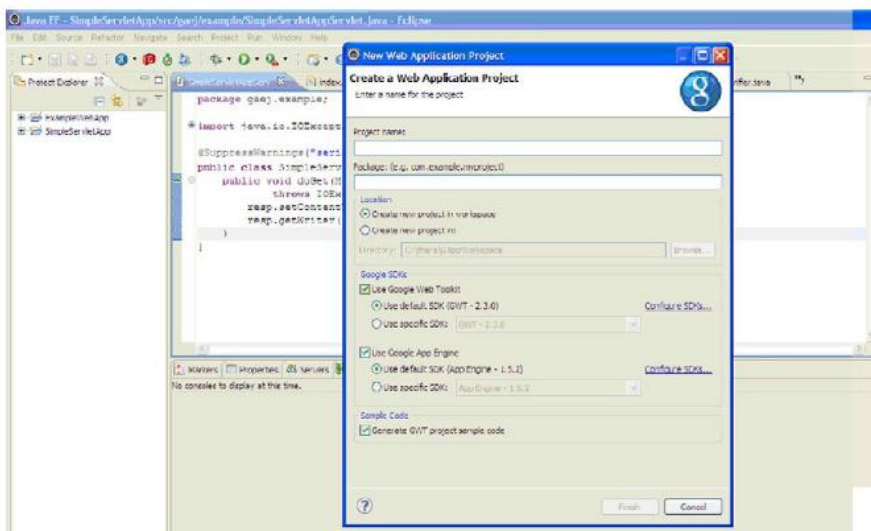 Java EE - SimpleServletApp/src/gaej/example/SimpleServletAppServlet.java - Eclipse
File Edit Source Refactor Navigate Search Project Run Window Help
Project Explorer
index.
ifier.java
ExampleWebApp
SimpleServletApp
package gaej.example;
import java.io.IOExcept
@SuppressWarnings("seri
public class SimpleServ
public void doGet(H
throws IOEx
resp.setContent
resp.getWriter(
}
}
Markers Properties Servers
No consoles to display at this time.
New Web Application Project
Create a Web Application Project
Enter a name for the project
Project name:
Package: (e.g. com.example.myproject)
Location
Create new project in workspace
Create new project in:
Directory: Browse...
Google SDKs
Use Google Web Toolkit
Use default SDK (GWT - 2.3.0) Configure SDKs...
Use specific SDK: GWT - 2.3.0
Use Google App Engine
Use default SDK (App Engine - 1.5.2) Configure SDKs...
Use specific SDK: App Engine - 1.5.2
Sample Code
Generate GWT project sample code
Finish Cancel